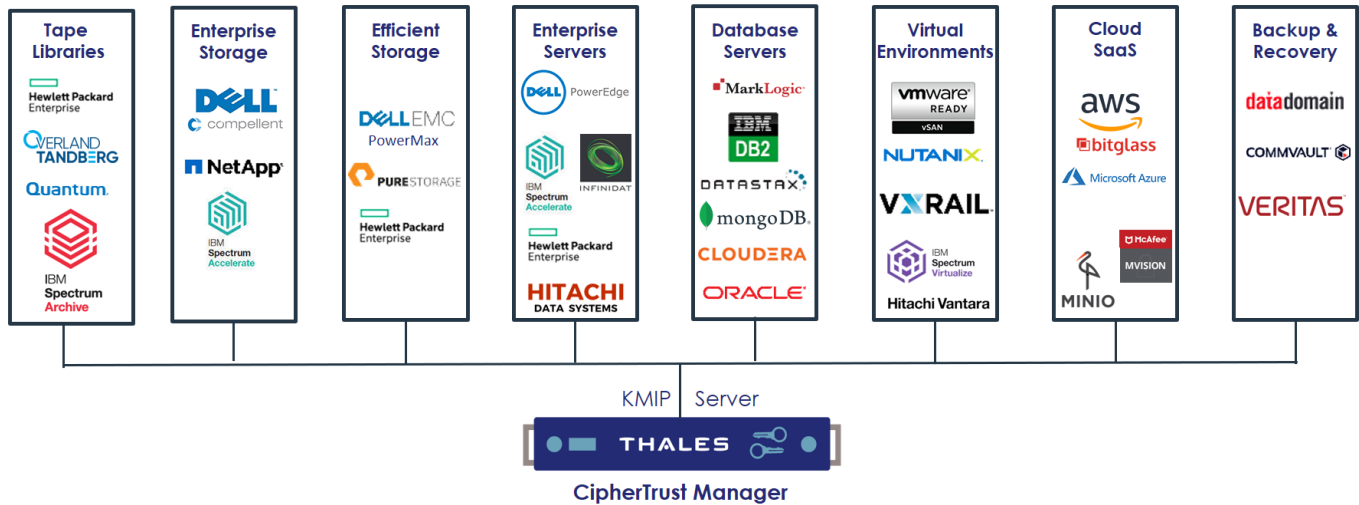 Tape
Libraries
Hewlett Packard
Enterprise
OVERLAND
TANDBERG
Quantum.
IBM
Spectrum
Archive
Enterprise
Storage
DELL
compellent
NetApp
IBM
Spectrum
Accelerate
Efficient
Storage
DELL EMC
PowerMax
PURESTORAGE
Hewlett Packard
Enterprise
Enterprise
Servers
DELL PowerEdge
IBM
Spectrum
Accelerate
INFINIDAT
Hewlett Packard
Enterprise
HITACHI
DATA SYSTEMS
Database
Servers
MarkLogic
IBM
DB2
DATASTAX
mongoDB
CLOUDERA
ORACLE
Virtual
Environments
vmware
READY
vSAN
NUTANIX
VXRAIL
IBM
Spectrum
Virtualize
Hitachi Vantara
Cloud
SaaS
aws
bitglass
Microsoft Azure
McAfee
MVISION
MINIO
Backup &
Recovery
datadomain
COMMVAULT
VERITAS
KMIP Server
THALES
CipherTrust Manager